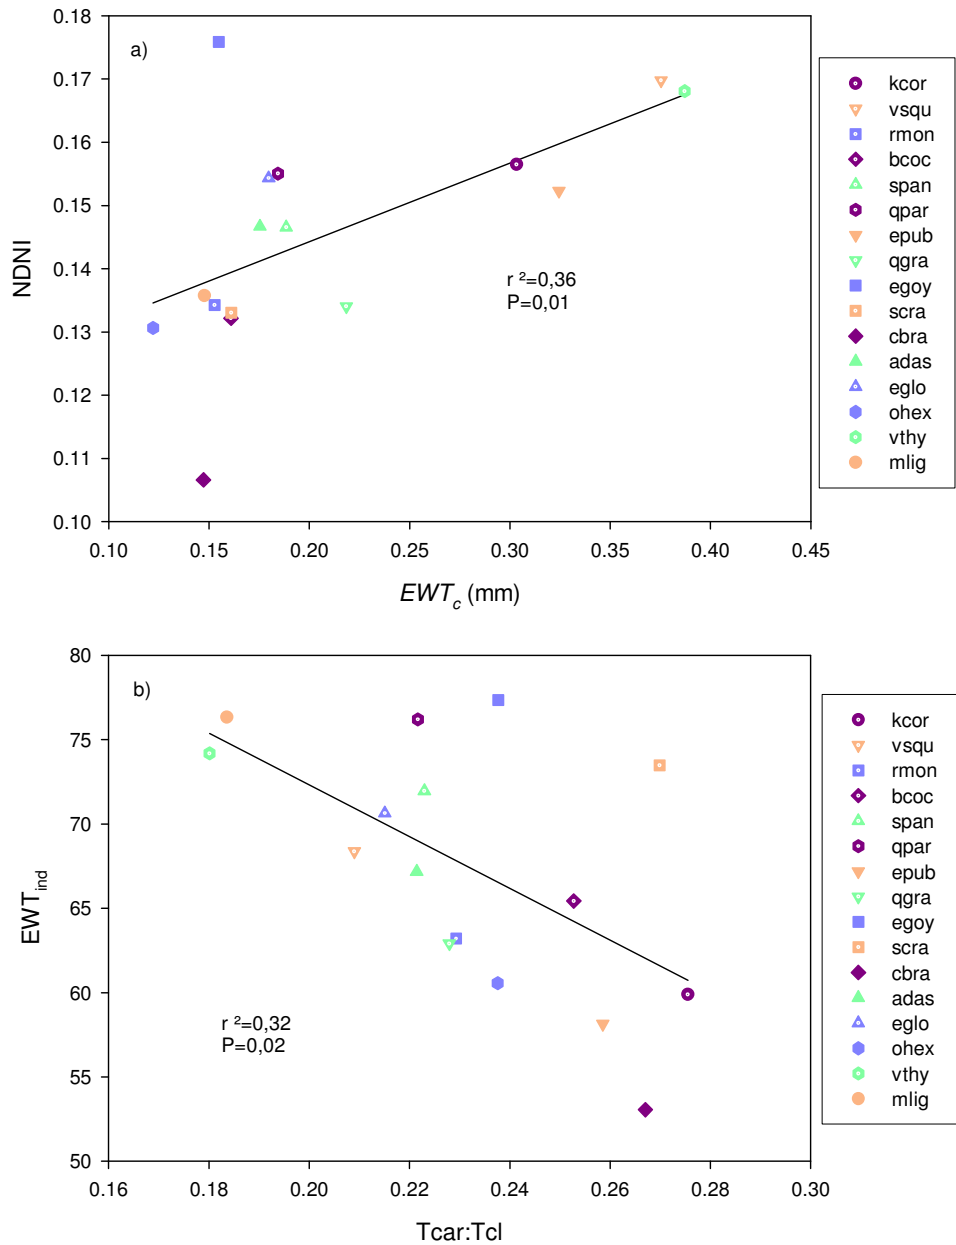 0.18
a)
0.17
0.16
0.15
0.14
0.13
0.12
0.11
0.10
NDNI
r ²=0,36
P=0,01
0.10 0.15 0.20 0.25 0.30 0.35 0.40 0.45
EWTc (mm)
kcor
vsqu
rmon
bcoc
span
qpar
epub
qgra
egoy
scra
cbra
adas
eglo
ohex
vthy
mlig
80
b)
75
70
65
60
55
50
EWTind
r ²=0,32
P=0,02
0.16 0.18 0.20 0.22 0.24 0.26 0.28 0.30
Tcar:Tcl
kcor
vsqu
rmon
bcoc
span
qpar
epub
qgra
egoy
scra
cbra
adas
eglo
ohex
vthy
mlig